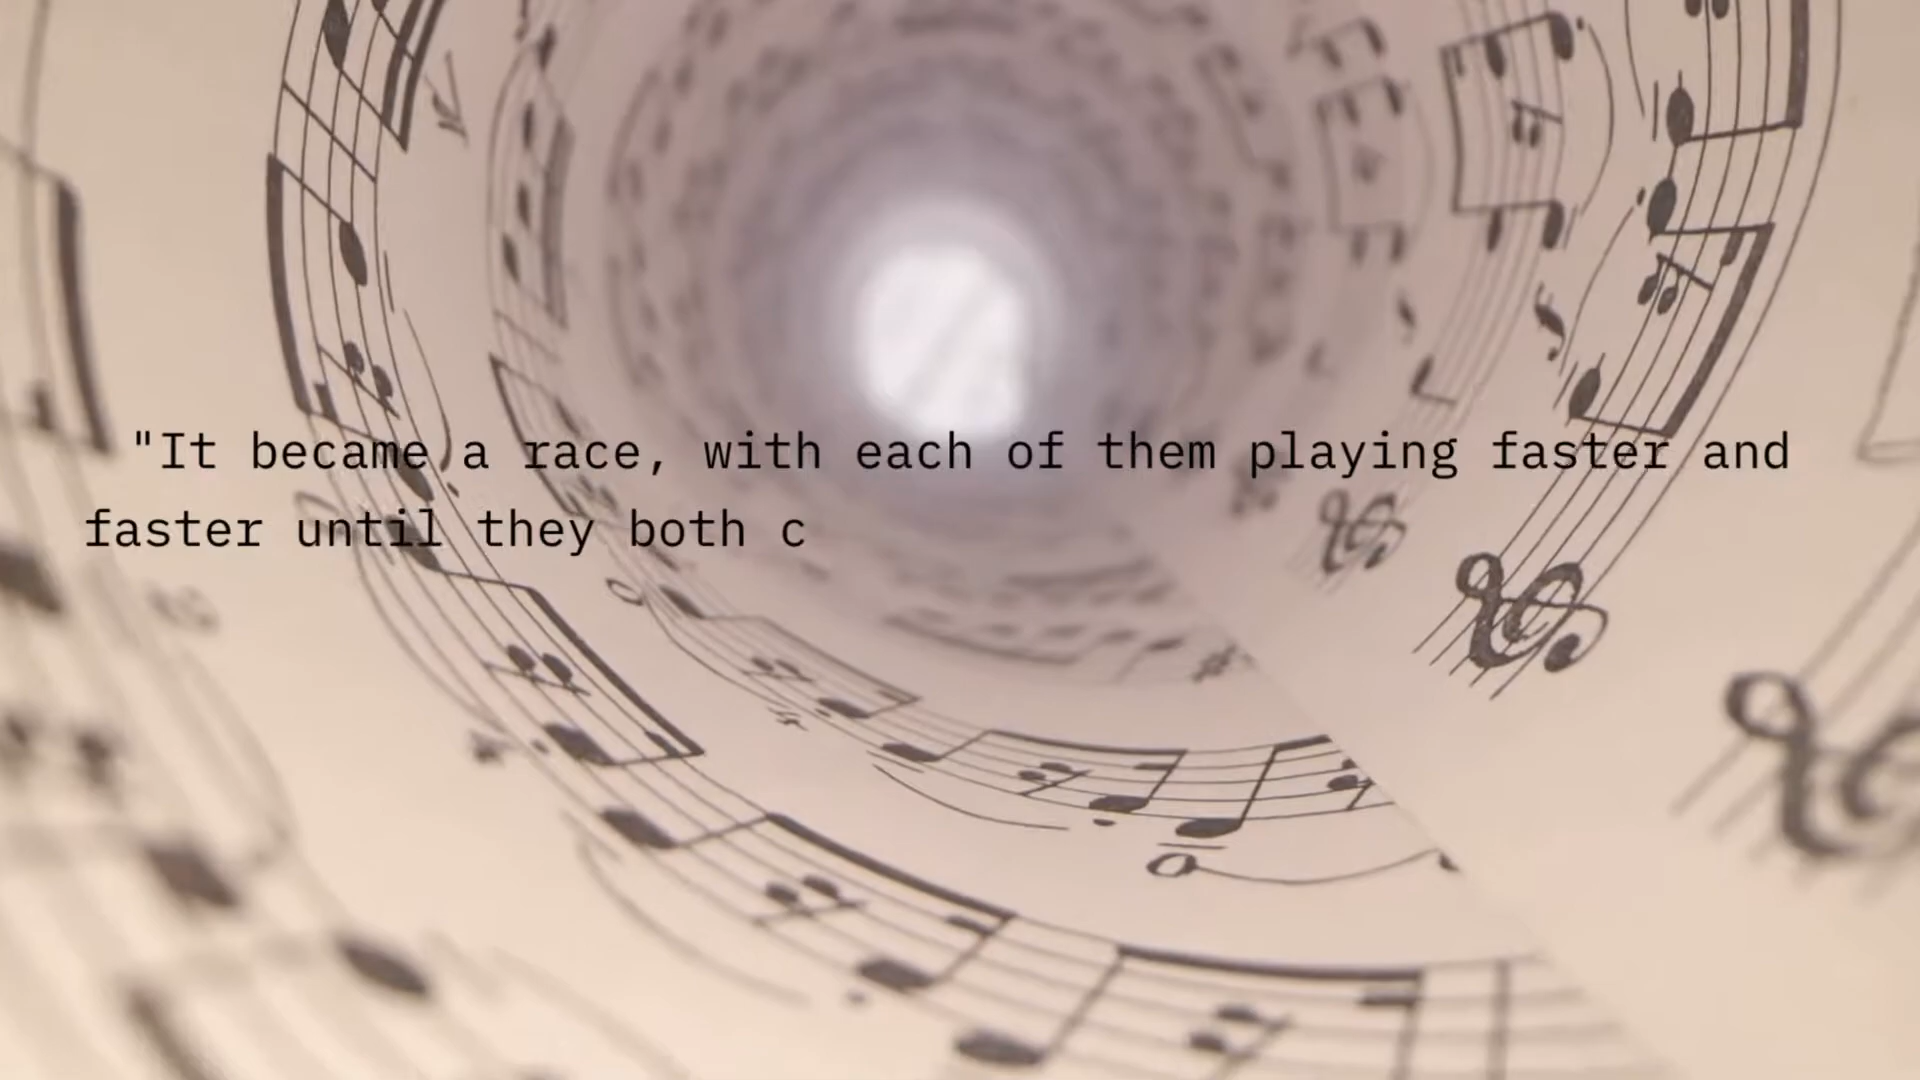 "It became a race, with each of them playing faster and
faster until they both c